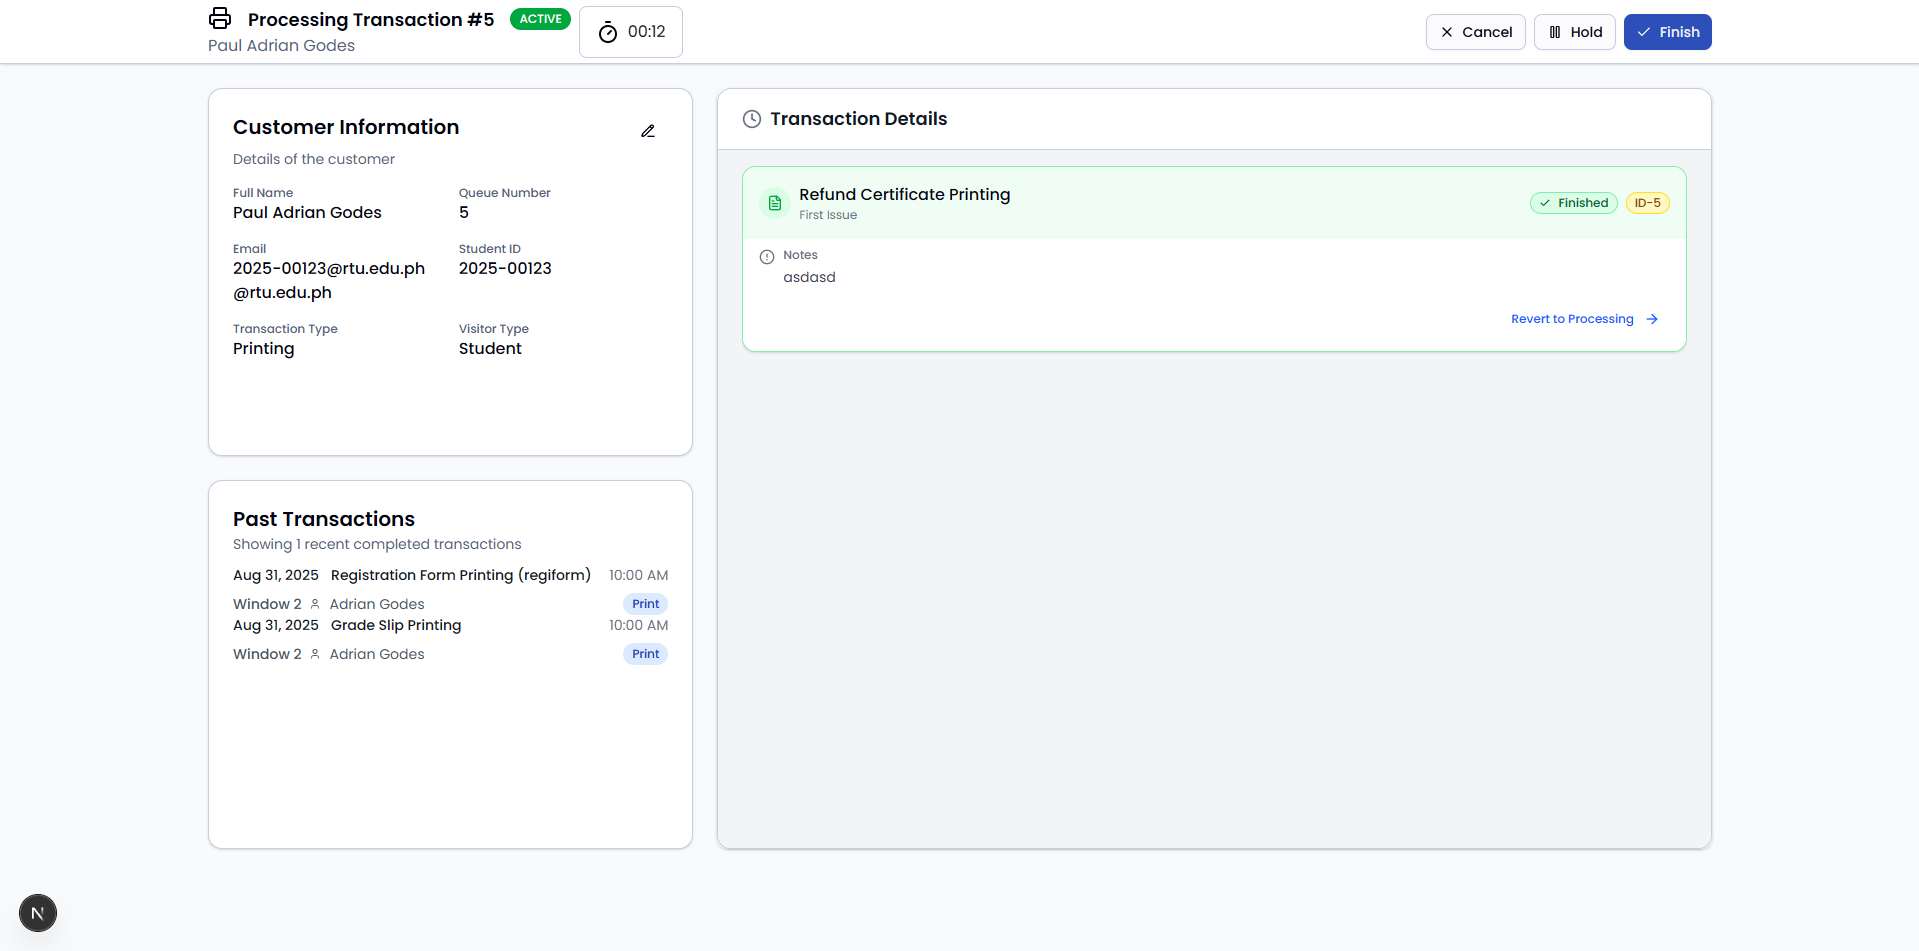 Processing Transaction #5
ACTIVE
00:12
Paul Adrian Godes
Cancel
Hold
Finish
Customer Information
Details of the customer
Full Name
Paul Adrian Godes
Queue Number
5
Email
2025-00123@rtu.edu.ph
@rtu.edu.ph
Student ID
2025-00123
Transaction Type
Printing
Visitor Type
Student
Past Transactions
Showing 1 recent completed transactions
Aug 31, 2025 Registration Form Printing (regiform) 10:00 AM
Window 2 Adrian Godes Print
Aug 31, 2025 Grade Slip Printing 10:00 AM
Window 2 Adrian Godes Print
Transaction Details
Refund Certificate Printing
First Issue
Finished
ID-5
Notes
asdasd
Revert to Processing
N